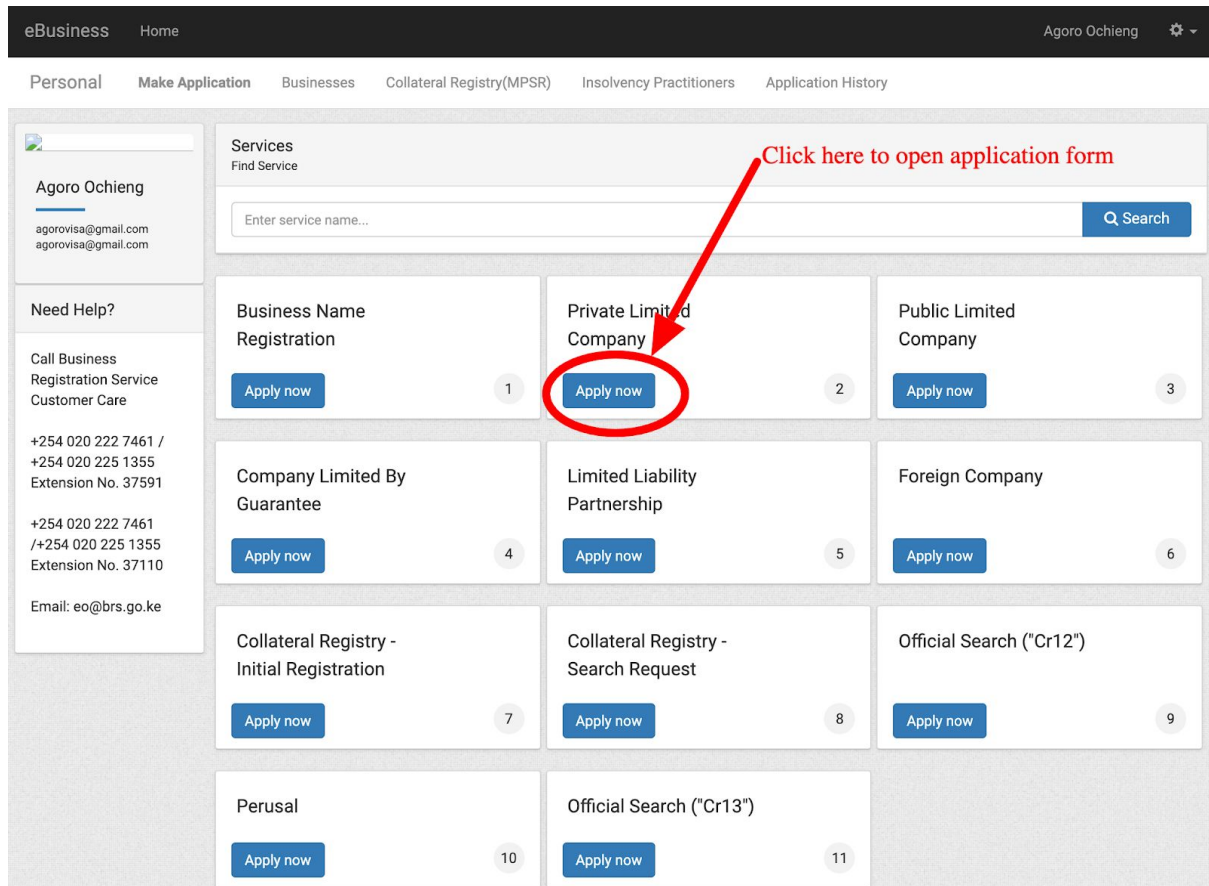 eBusiness Home Agoro Ochieng
Personal Make Application Businesses Collateral Registry(MPSR) Insolvency Practitioners Application History
Agoro Ochieng
agorovisa@gmail.com
agorovisa@gmail.com
Need Help?
Call Business
Registration Service
Customer Care
+254 020 222 7461 /
+254 020 225 1355
Extension No. 37591
+254 020 222 7461
/+254 020 225 1355
Extension No. 37110
Email: eo@brs.go.ke
Services
Find Service
Click here to open application form
Enter service name...
Search
Business Name
Registration
Apply now
1
Private Limited
Company
Apply now
2
Public Limited
Company
Apply now
3
Company Limited By
Guarantee
Apply now
4
Limited Liability
Partnership
Apply now
5
Foreign Company
Apply now
6
Collateral Registry -
Initial Registration
Apply now
7
Collateral Registry -
Search Request
Apply now
8
Official Search ("Cr12")
Apply now
9
Perusal
Apply now
10
Official Search ("Cr13")
Apply now
11